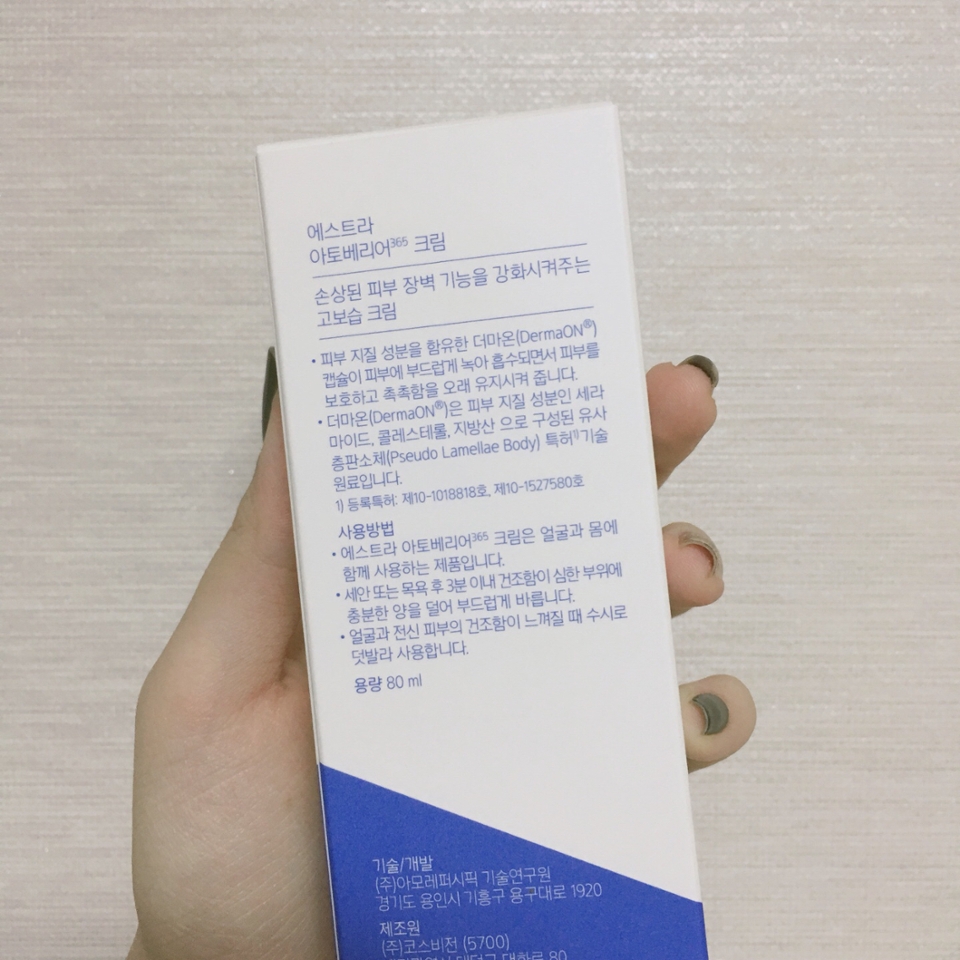 에스트라
아토베리어365 크림
손상된 피부 장벽 기능을 강화시켜주는
고보습 크림
• 피부 지질 성분을 함유한 더마온(DermaON®)
캡슐이 피부에 부드럽게 녹아 흡수되면서 피부를
보호하고 촉촉함을 오래 유지시켜 줍니다.
• 더마온(DermaON®)은 피부 지질 성분인 세라
마이드, 콜레스테롤, 지방산 으로 구성된 유사
층판소체(Pseudo Lamellae Body) 특허1)기술
원료입니다.
1) 등록특허: 제10-1018818호, 제10-1527580호
사용방법
• 에스트라 아토베리어365 크림은 얼굴과 몸에
함께 사용하는 제품입니다.
• 세안 또는 목욕 후 3분 이내 건조함이 심한 부위에
충분한 양을 덜어 부드럽게 바릅니다.
• 얼굴과 전신 피부의 건조함이 느껴질 때 수시로
덧발라 사용합니다.
용량 80 ml
기술/개발
(주)아모레퍼시픽 기술연구원
경기도 용인시 기흥구 용구대로 1920
제조원
(주)코스비전 (5700)
대덕구 대화로 80